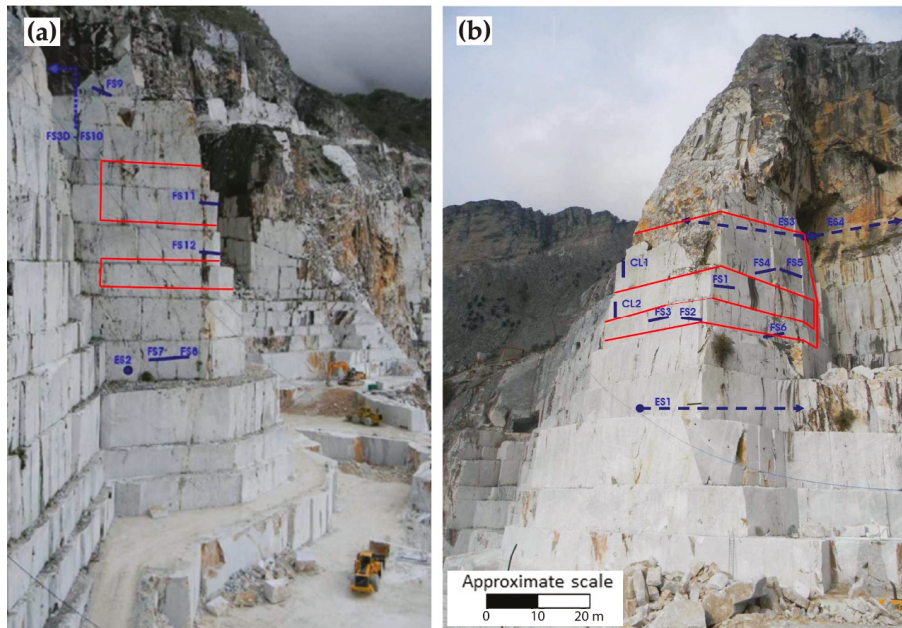 (a)
FS9
FS3D FS10
FS11
FS12
FS7 FS8
ES2
(b)
ES3
ES4
CL1
FS4
FS5
FS1
CL2
FS3
FS2
FS6
ES1
Approximate scale
0 10 20 m